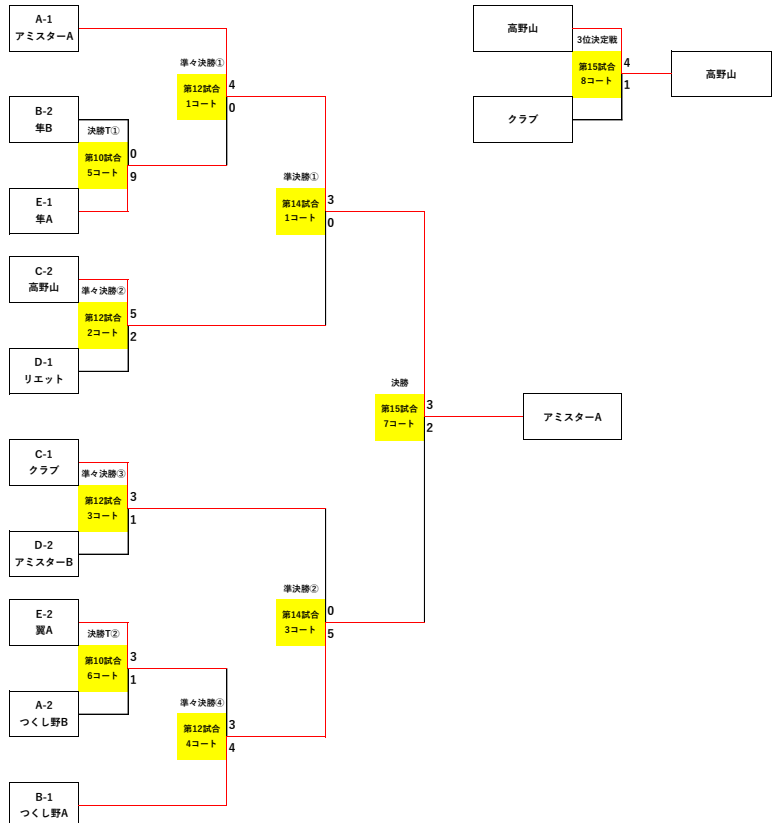 A-1
アミスターA
準々決勝①
第12試合
1コート
4
0
B-2
隼B
決勝T①
第10試合
5コート
0
9
E-1
隼A
準決勝①
第14試合
1コート
3
0
C-2
高野山
準々決勝②
第12試合
2コート
5
2
D-1
リエット
決勝
第15試合
7コート
3
2
アミスターA
C-1
クラブ
準々決勝③
第12試合
3コート
3
1
D-2
アミスターB
準決勝②
第14試合
3コート
0
5
E-2
翼A
決勝T②
第10試合
6コート
3
1
A-2
つくし野B
準々決勝④
第12試合
4コート
3
4
B-1
つくし野A
高野山
3位決定戦
第15試合
8コート
4
1
クラブ
高野山